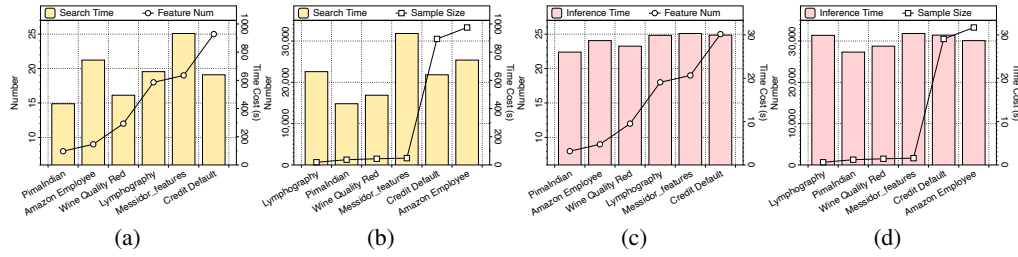 Search Time Feature Num
Number
25
20
15
10
1000
800
600
400
200
0
Time Cost (s)
PimaIndian
Amazon Employee
Wine Quality Red
Lymphography
Messidor_features
Credit Default
(a)
Search Time Sample Size
Number
30,000
20,000
10,000
0
1000
800
600
400
200
0
Time Cost (s)
Lymphography
PimaIndian
Wine Quality Red
Messidor_features
Credit Default
Amazon Employee
(b)
Inference Time Feature Num
Number
25
20
15
10
30
20
10
0
Time Cost (s)
PimaIndian
Amazon Employee
Wine Quality Red
Lymphography
Messidor_features
Credit Default
(c)
Inference Time Sample Size
Number
30,000
20,000
10,000
0
30
20
10
0
Time Cost (s)
Lymphography
PimaIndian
Wine Quality Red
Messidor_features
Credit Default
Amazon Employee
(d)